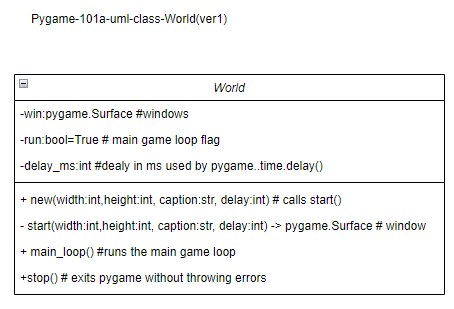 Pygame-101a-uml-class-World(ver1)
World
-win:pygame.Surface #windows
-run:bool=True # main game loop flag
-delay_ms:int #dealy in ms used by pygame..time.delay()
+ new(width:int,height:int, caption:str, delay:int) # calls start()
- start(width:int,height:int, caption:str, delay:int) -> pygame.Surface # window
+ main_loop() #runs the main game loop
+stop() # exits pygame without throwing errors